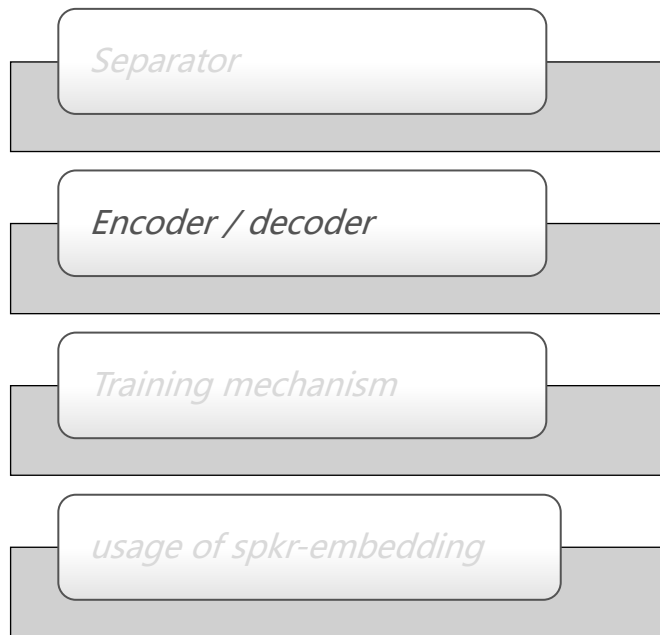 Separator
Encoder / decoder
Training mechanism
usage of spkr-embedding